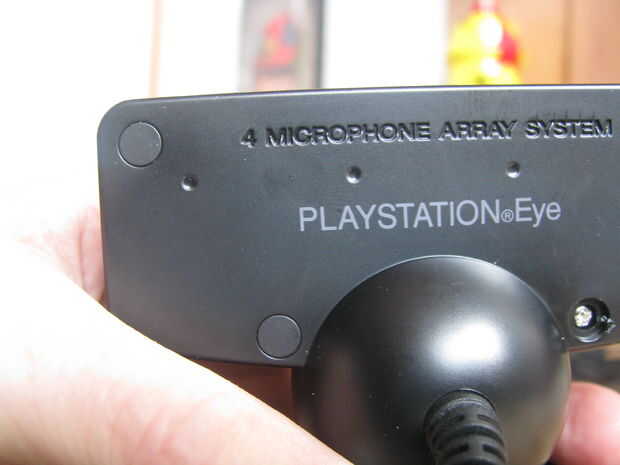 4 MICROPHONE ARRAY SYSTEM
PLAYSTATION®Eye